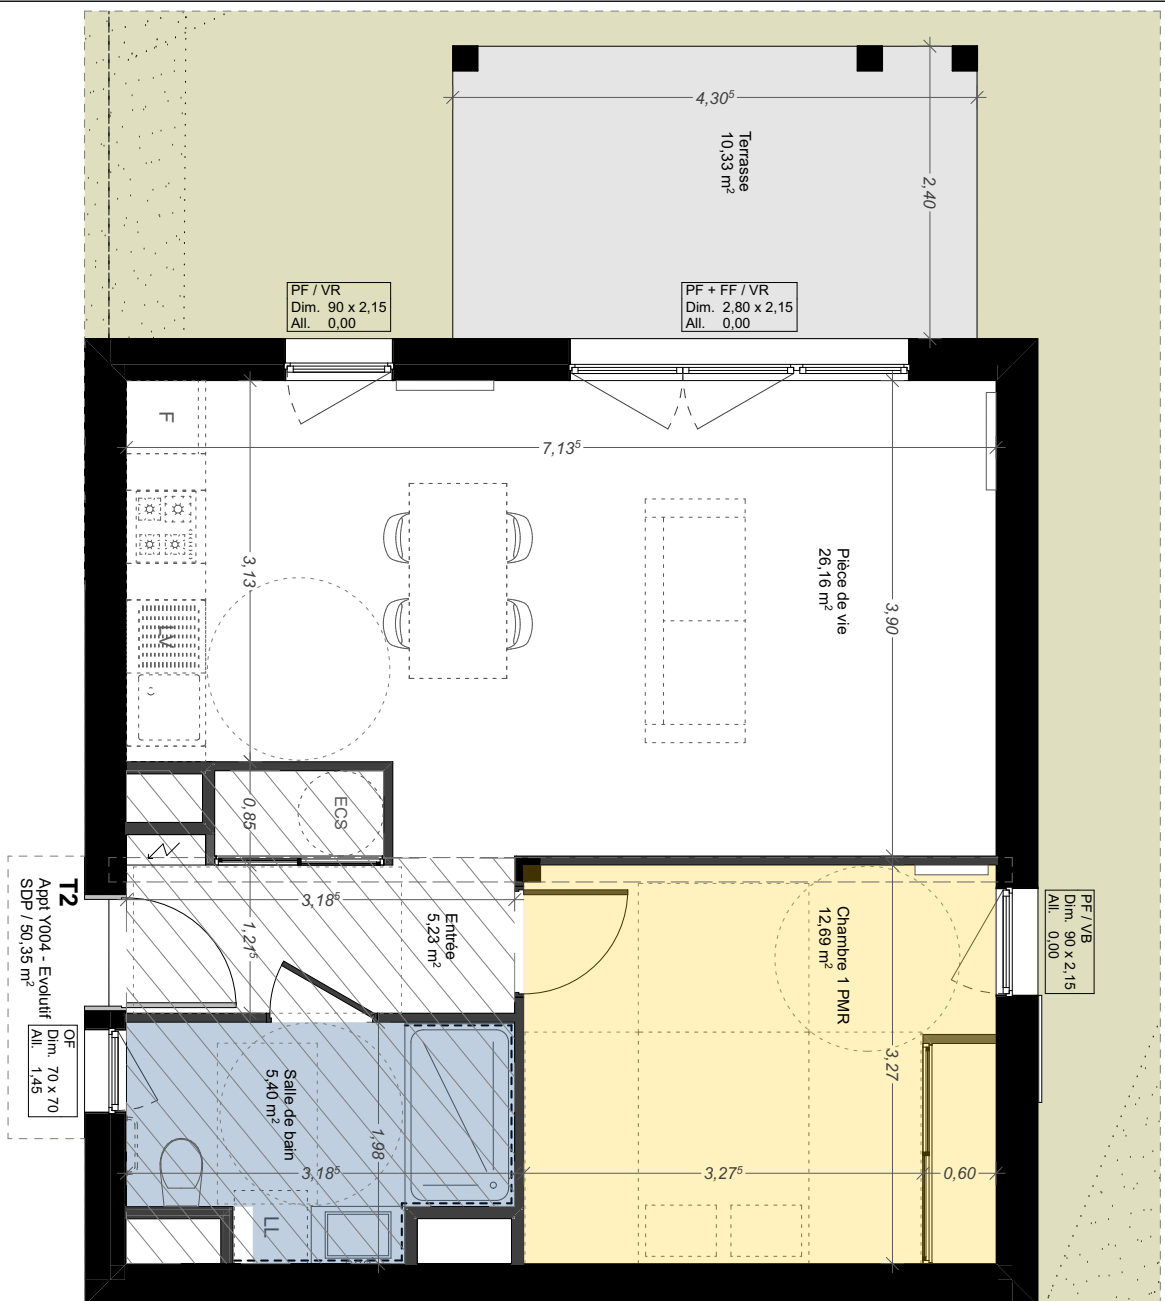 4,30⁵
Terrasse
10,33 m²
2,40
PF / VR
Dim. 90 x 2,15
All. 0,00
PF + FF / VR
Dim. 2,80 x 2,15
All. 0,00
F
7,13⁵
3,13
Pièce de vie
26,16 m²
3,90
LV
ECS
0,85
3,18⁵
1,21⁵
Entrée
5,23 m²
Chambre 1 PMR
12,69 m²
PF / VB
Dim. 90 x 2,15
All. 0,00
T2
Appt Y004 - Evolutif
SDP / 50,35 m²
OF
Dim. 70 x 70
All. 1,45
Salle de bain
5,40 m²
1,98
3,27
3,18⁵
3,27⁵
0,60
LL